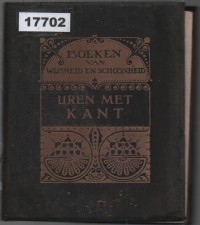 17702
BOEKEN
VAN
WIJSHEID EN SCHOONHEID
UREN MET
KANT